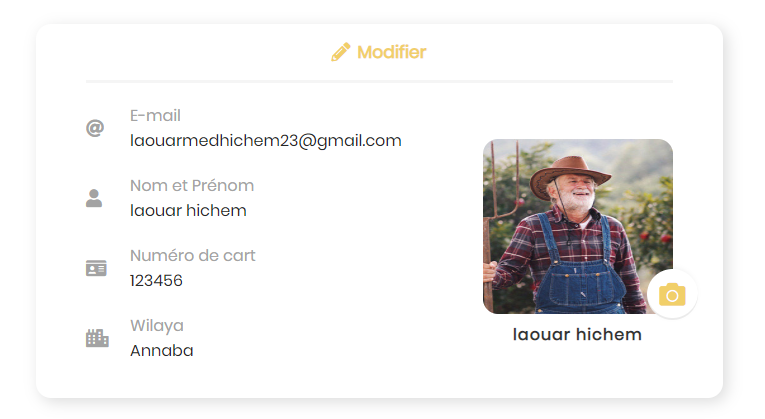 Modifier
E-mail
laouarmedhichem23@gmail.com
Nom et Prénom
laouar hichem
Numéro de cart
123456
Wilaya
Annaba
laouar hichem